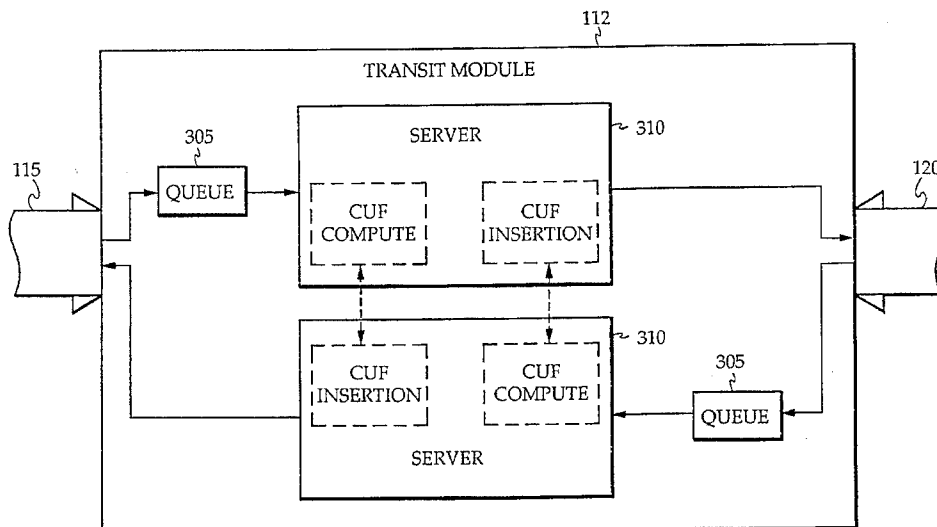 112
TRANSIT MODULE
305
SERVER
310
115
QUEUE
120
CUF
COMPUTE
CUF
INSERTION
310
CUF
INSERTION
CUF
COMPUTE
305
QUEUE
SERVER